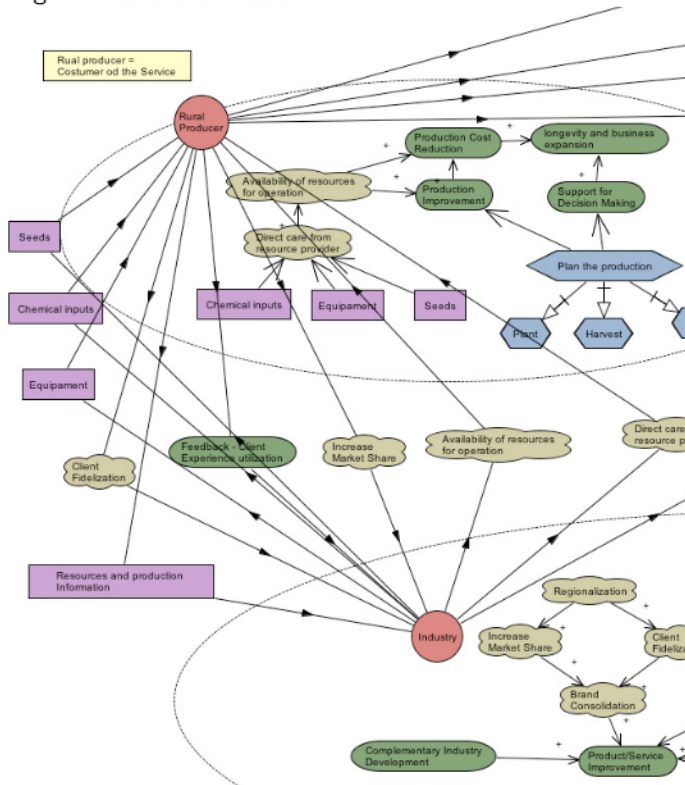 Rual producer =
Costumer od the Service
Rural
Producer
Production Cost
Reduction
longevity and business
expansion
Availability of resources
for operation
Production
Improvement
Support for
Decision Making
Seeds
Direct care from
resource provider
Plan the production
Chemical inputs
Chemical inputs
Equipament
Seeds
Plant
Harvest
Equipament
Feedback - Client
Experience utilization
Increase
Market Share
Availability of resources
for operation
Direct care
resource p
Client
Fidelization
Resources and production
Information
Regionalization
Industry
Increase
Market Share
Client
Fideliza
Brand
Consolidation
Complementary Industry
Development
Product/Service
Improvement